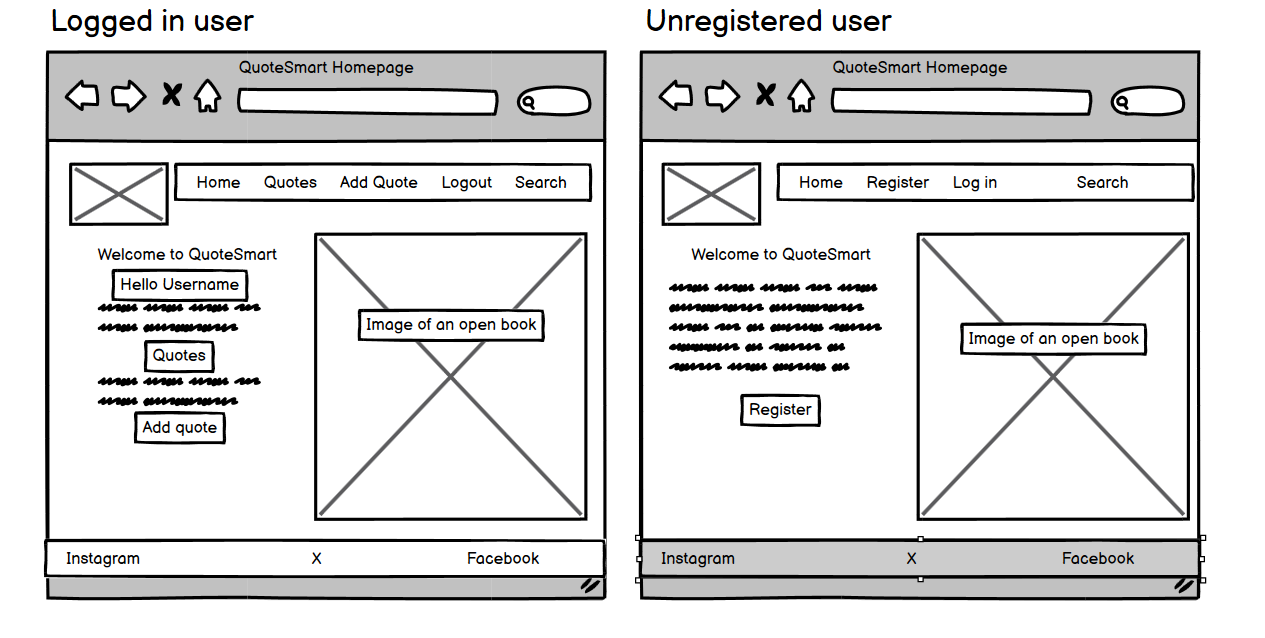 Logged in user
QuoteSmart Homepage
Home Quotes Add Quote Logout Search
Welcome to QuoteSmart
Hello Username
Image of an open book
Quotes
Add quote
Instagram X Facebook
Unregistered user
QuoteSmart Homepage
Home Register Log in Search
Welcome to QuoteSmart
Image of an open book
Register
Instagram X Facebook